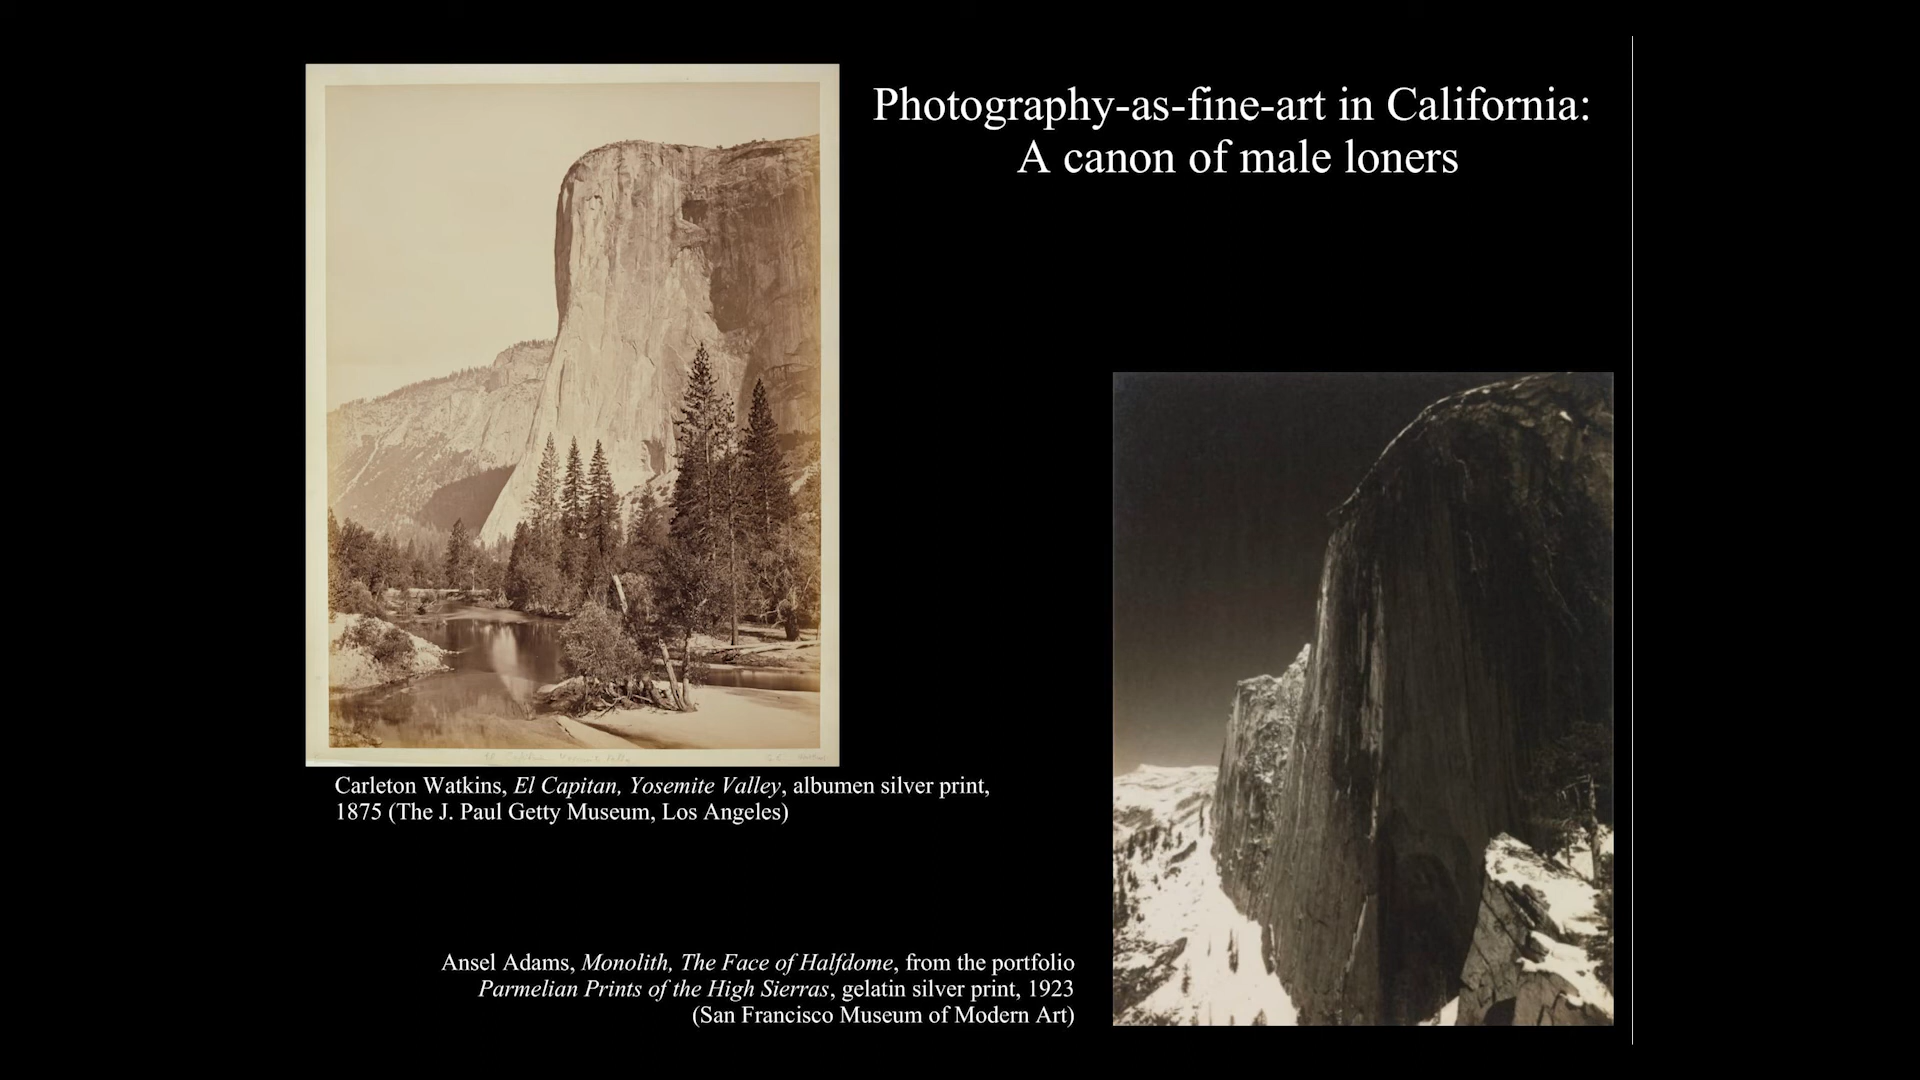 Photography-as-fine-art in California:
A canon of male loners
Carleton Watkins, El Capitan, Yosemite Valley, albumen silver print,
1875 (The J. Paul Getty Museum, Los Angeles)
Ansel Adams, Monolith, The Face of Halfdome, from the portfolio
Parmelian Prints of the High Sierras, gelatin silver print, 1923
(San Francisco Museum of Modern Art)